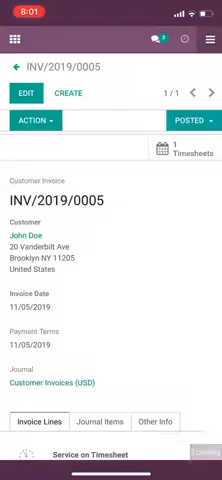 8:01
3
INV/2019/0005
EDIT
CREATE
1 / 1
ACTION
POSTED
1
Timesheets
Customer Invoice
INV/2019/0005
Customer
John Doe
20 Vanderbilt Ave
Brooklyn NY 11205
United States
Invoice Date
11/05/2019
Payment Terms
11/05/2019
Journal
Customer Invoices (USD)
Invoice Lines
Journal Items
Other Info
Service on Timesheet